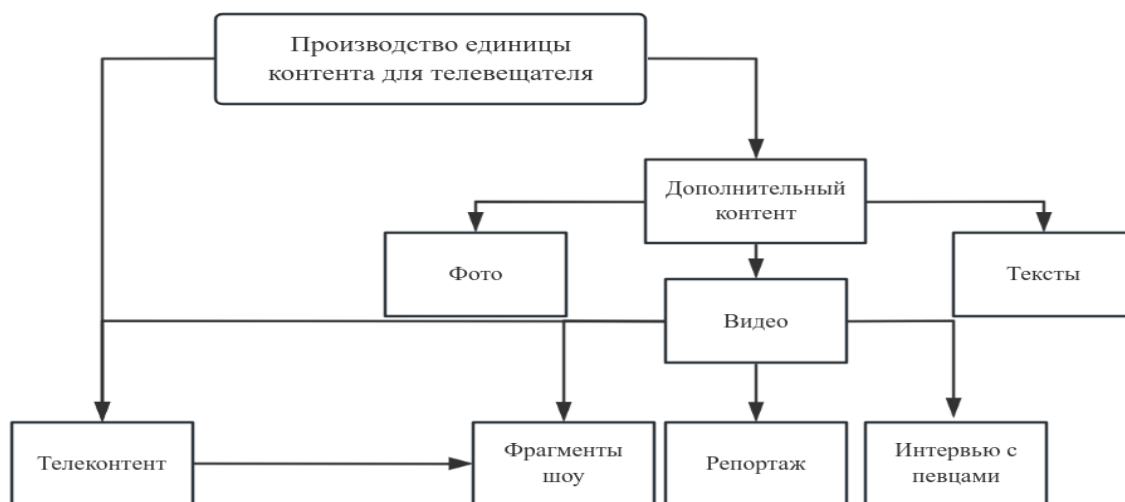 Производство единицы
контента для телевещателя
Дополнительный
контент
Фото
Тексты
Видео
Телеконтент
Фрагменты
шоу
Репортаж
Интервью с
певцами